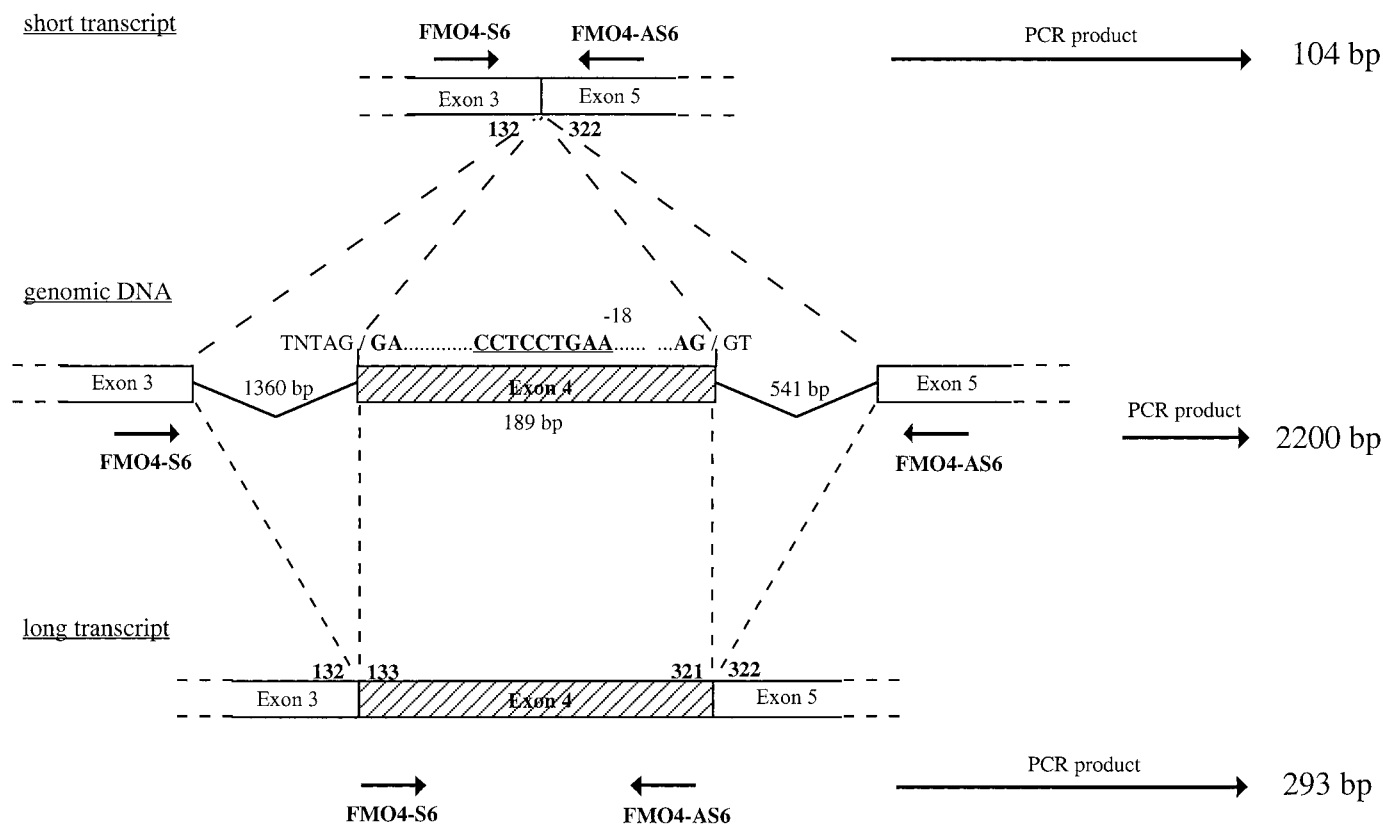 short transcript
FMO4-S6
FMO4-AS6
PCR product
104 bp
Exon 3
Exon 5
132
322
genomic DNA
-18
TNTAG / GA.............CCTCCTGAA...... ...AG / GT
Exon 3
1360 bp
Exon 4
541 bp
Exon 5
189 bp
PCR product
2200 bp
FMO4-S6
FMO4-AS6
long transcript
132
133
321
322
Exon 3
Exon 4
Exon 5
PCR product
293 bp
FMO4-S6
FMO4-AS6